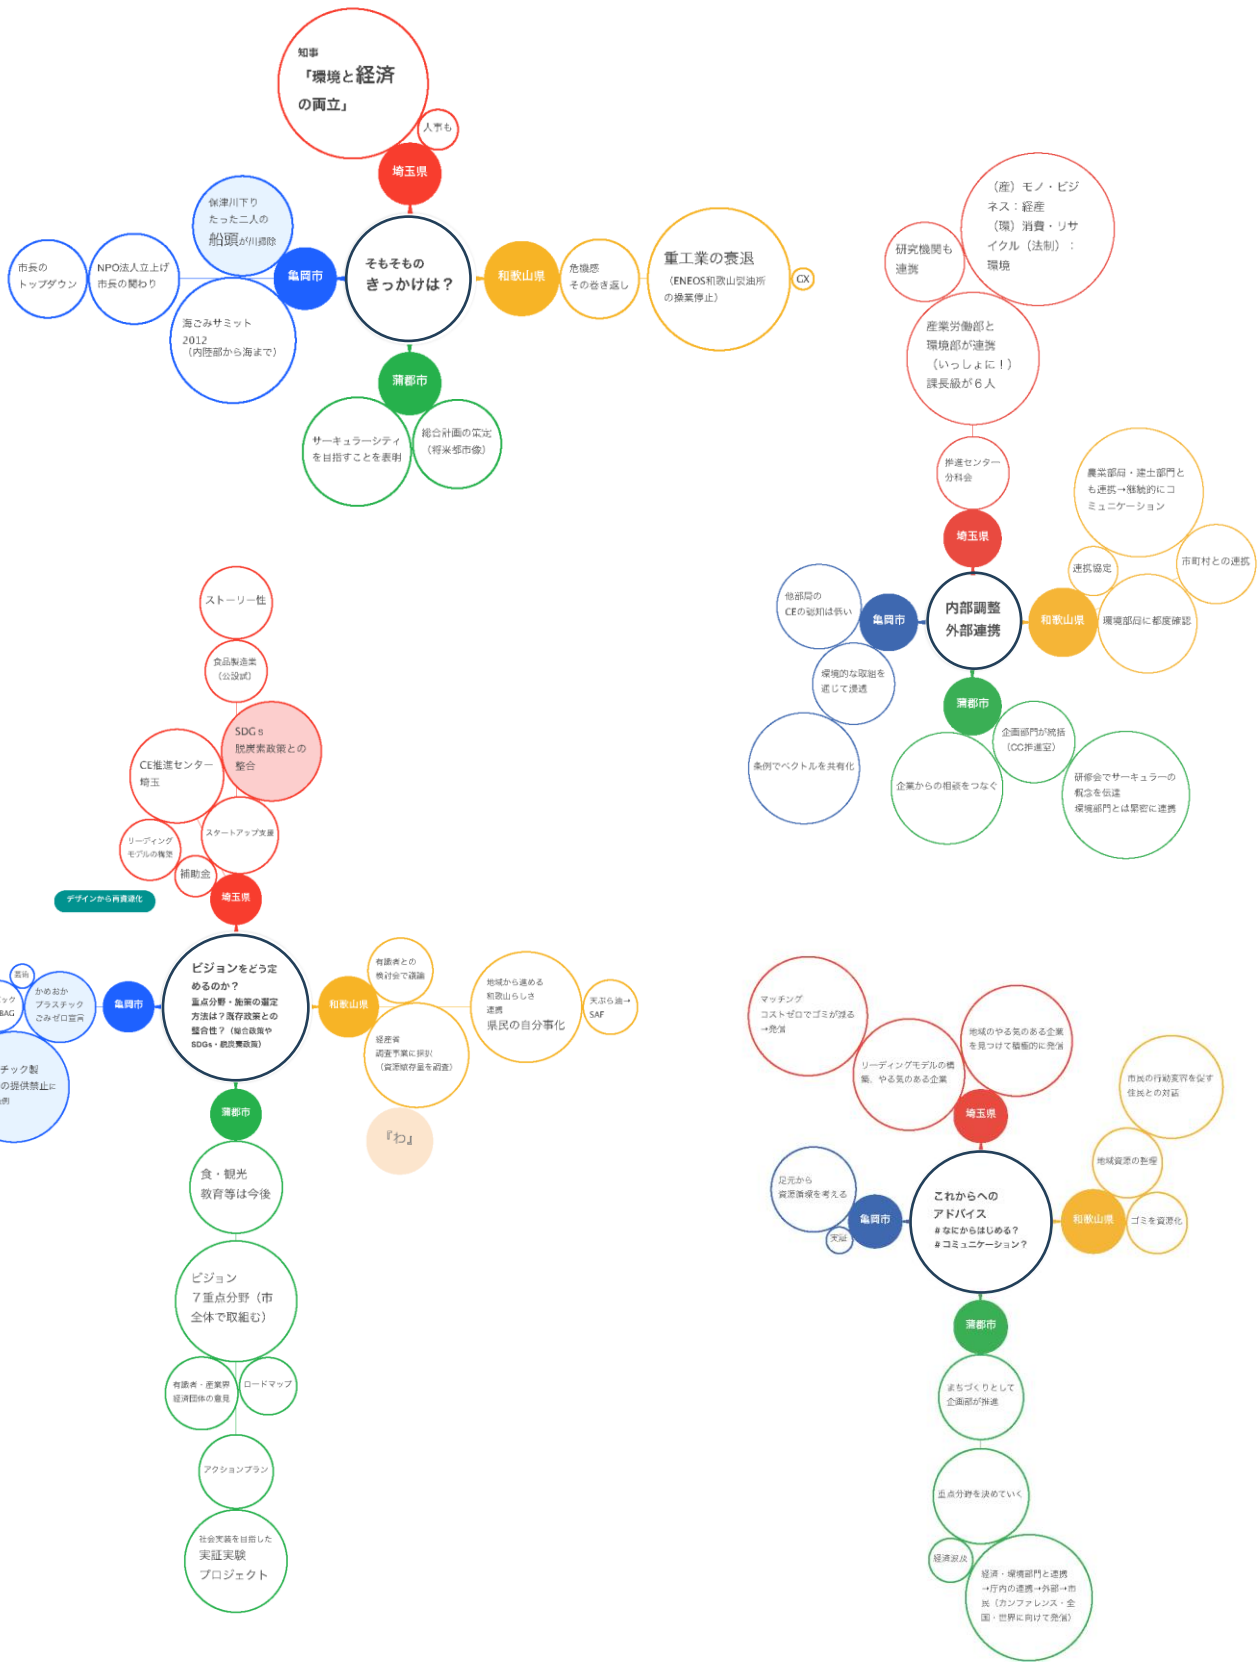 知事
「環境と経済
の両立」
人事も
埼玉県
保津川下り
たった二人の
船頭が川掃除
市長の
トップダウン
NPO法人立上げ
市長の関わり
亀岡市
海ごみサミット
2012
（内陸部から海まで）
そもそもの
きっかけは？
和歌山県
危機感
その巻き返し
重工業の衰退
（ENEOS和歌山製油所
の操業停止）
GX
蒲郡市
サーキュラーシティ
を目指すことを表明
総合計画の策定
（将来都市像）
（産）モノ・ビジ
ネス：経産
（環）消費・リサ
イクル（法制）：
環境
研究機関も
連携
産業労働部と
環境部が連携
（いっしょに！）
課長級が６人
推進センター
分科会
埼玉県
農業部局・建土部門と
も連携→継続的にコ
ミュニケーション
市町村との連携
連携協定
和歌山県
環境部局に都度確認
内部調整
外部連携
他部局の
CEの認知は低い
亀岡市
環境的な取組を
通じて浸透
条例でベクトルを共有化
蒲郡市
企画部門が統括
（CC推進室）
企業からの相談をつなぐ
研修会でサーキュラーの
概念を伝達
環境部門とは緊密に連携
ストーリー性
食品製造業
（公設試）
SDGｓ
脱炭素政策との
整合
CE推進センター
埼玉
スタートアップ支援
リーディング
モデルの構築
補助金
埼玉県
デザインから再資源化
ビジョンをどう定
めるのか？
重点分野・施策の選定
方法は？既存政策との
整合性？（総合政策や
SDGs・脱炭素政策）
亀岡市
芸術
かめおか
プラスチック
ごみゼロ宣言
ック
BAG
チック製
の提供禁止に
例
和歌山県
有識者との
検討会で議論
経産省
調査事業に採択
（資源賦存量を調査）
地域から進める
和歌山らしさ
連携
県民の自分事化
天ぷら油→
SAF
『わ』
蒲郡市
食・観光
教育等は今後
ビジョン
７重点分野（市
全体で取組む）
有識者・産業界
経済団体の意見
ロードマップ
アクションプラン
社会実装を目指した
実証実験
プロジェクト
マッチング
コストゼロでゴミが減る
→発信
リーディングモデルの構
築、やる気のある企業
地域のやる気のある企業
を見つけて積極的に発信
埼玉県
市民の行動変容を促す
住民との対話
地域資源の整理
和歌山県
ゴミを資源化
足元から
資源循環を考える
亀岡市
実証
これからへの
アドバイス
＃なにからはじめる？
＃コミュニケーション？
蒲郡市
まちづくりとして
企画部が推進
重点分野を決めていく
経済波及
経済・環境部門と連携
→庁内の連携→外部→市
民（カンファレンス・全
国・世界に向けて発信）